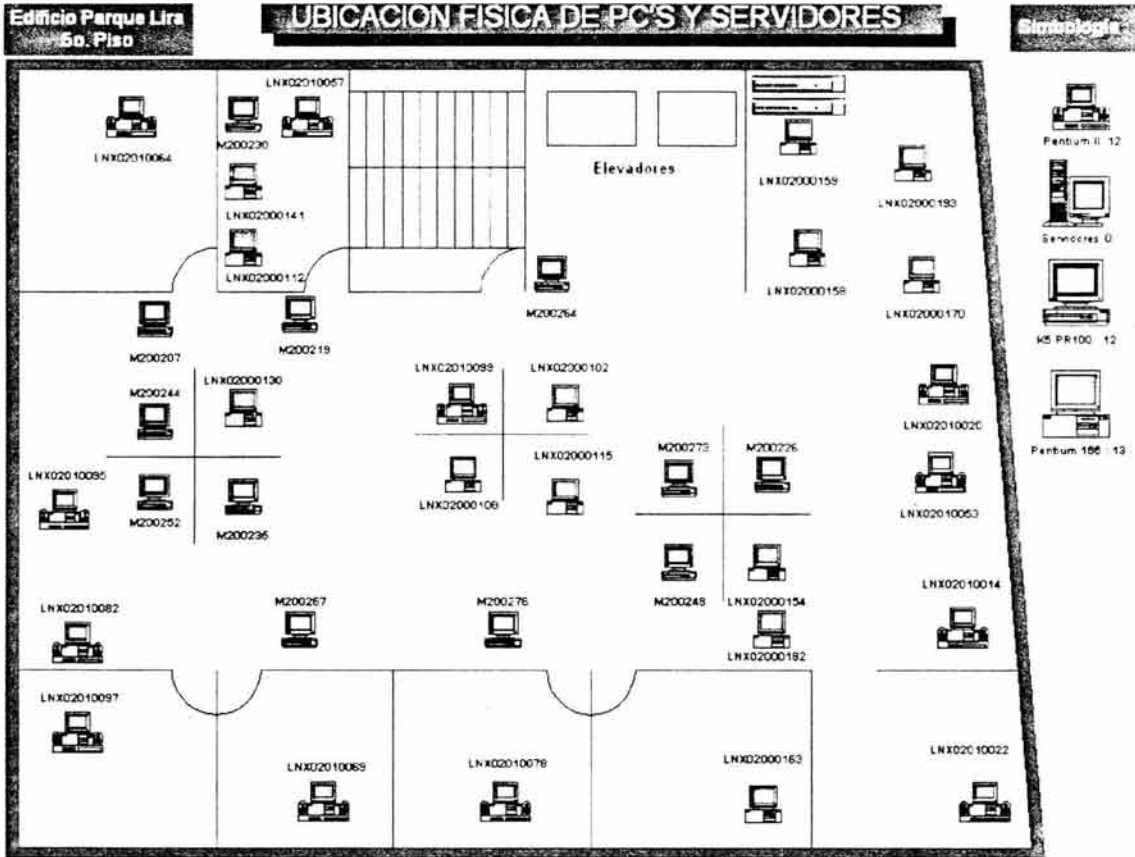 Edificio Parque Lira
5o. Piso
UBICACION FISICA DE PC'S Y SERVIDORES
Simbología
LNX02010057
LNX02010064
M200230
LNX02000141
LNX02000112
Elevadores
LNX02000159
LNX02000193
LNX02000158
LNX02000170
M200264
M200207
M200219
M200244
LNX02000130
LNX02010099
LNX02000102
LNX02010020
LNX02010095
M200252
M200236
LNX02000108
LNX02000115
M200273
M200226
LNX02010053
M200248
LNX02000154
LNX02010014
LNX02010082
M200267
M200276
LNX02000182
LNX02010097
LNX02010069
LNX02010078
LNX02000163
LNX02010022
Pentium II: 12
Servidores 0
K5 PR100: 12
Pentium 166 : 13